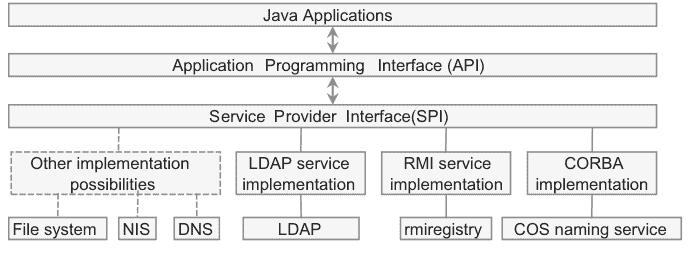 Java Applications
Application Programming Interface (API)
Service Provider Interface(SPI)
Other implementation
possibilities
LDAP service
implementation
RMI service
implementation
CORBA
implementation
File system
NIS
DNS
LDAP
rmiregistry
COS naming service